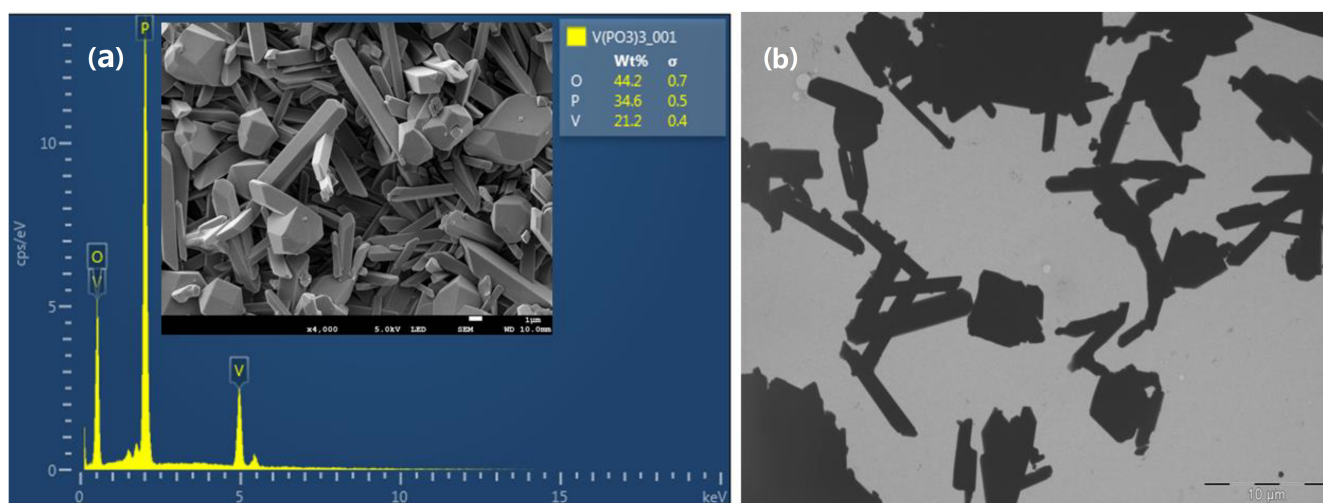 (a)
P
O
V
V
cps/eV
10
5
0
0
5
10
15
keV
V(PO3)3_001
Wt% σ
O 44.2 0.7
P 34.6 0.5
V 21.2 0.4
x4,000 5.0kV LED SEM 1μm WD 10.0mm
(b)
10 μm